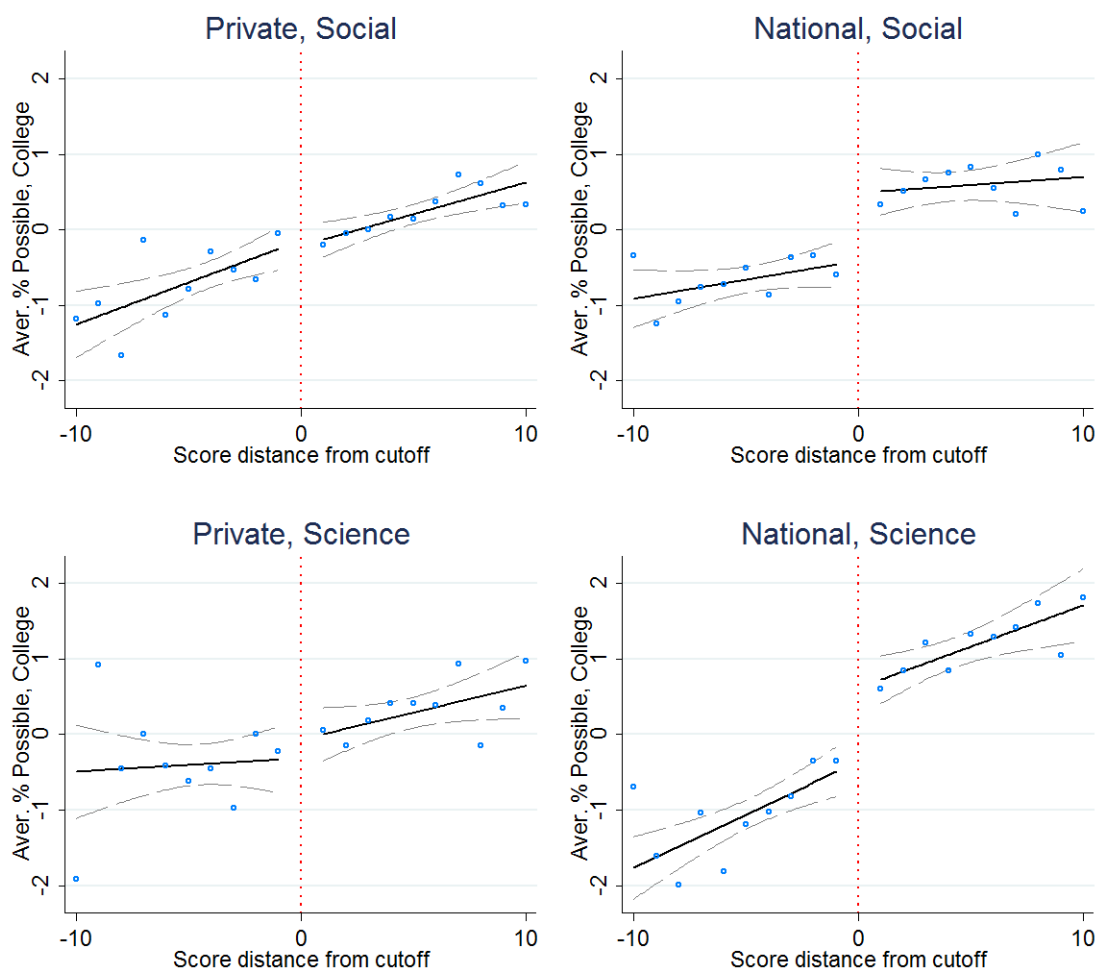 Private, Social
Aver. % Possible, College
2
1
0
-1
-2
-10
0
10
Score distance from cutoff
National, Social
Aver. % Possible, College
2
1
0
-1
-2
-10
0
10
Score distance from cutoff
Private, Science
Aver. % Possible, College
2
1
0
-1
-2
-10
0
10
Score distance from cutoff
National, Science
Aver. % Possible, College
2
1
0
-1
-2
-10
0
10
Score distance from cutoff